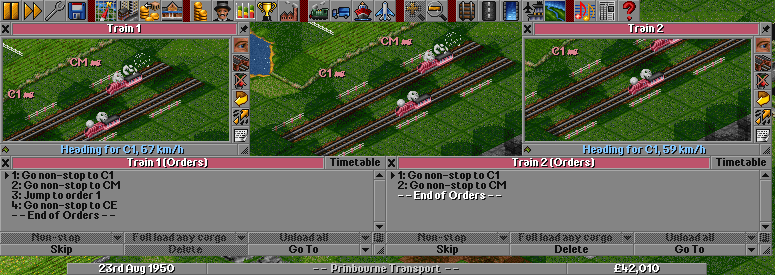 Train 1
Train 2
CM
C1
CM
C1
Heading for C1, 67 km/h
Heading for C1, 59 km/h
Train 1 (Orders)
Timetable
Train 2 (Orders)
Timetable
1: Go non-stop to C1
2: Go non-stop to CM
3: Jump to order 1
4: Go non-stop to CE
- - End of Orders - -
1: Go non-stop to C1
2: Go non-stop to CM
- - End of Orders - -
Non-stop
Full load any cargo
Unload all
Non-stop
Full load any cargo
Unload all
Skip
Delete
Go To
Skip
Delete
Go To
23rd Aug 1950
- - Prinbourne Transport - -
£42,010